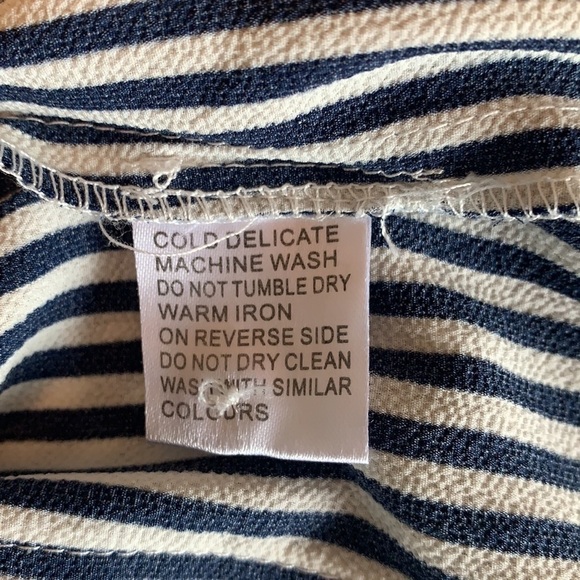 COLD DELICATE
MACHINE WASH
DO NOT TUMBLE DRY
WARM IRON
ON REVERSE SIDE
DO NOT DRY CLEAN
WASH WITH SIMILAR
COLOURS